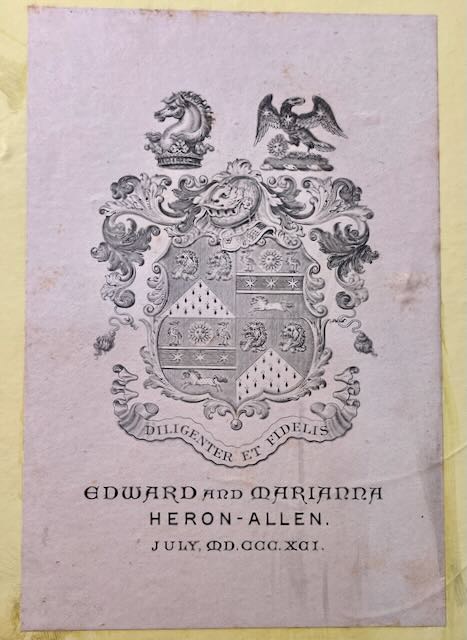 DILIGENTER ET FIDELIS
EDWARD AND MARIANNA
HERON-ALLEN.
JULY, MD.CCC.XCI.